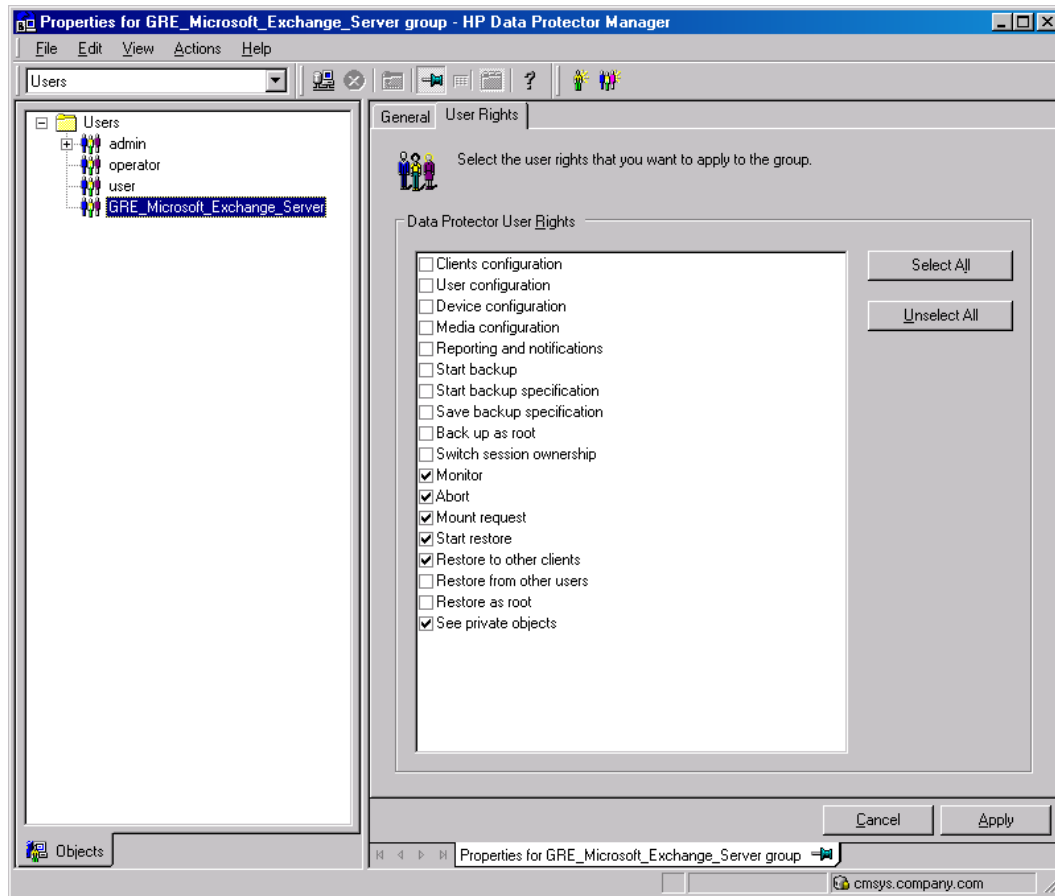 Properties for GRE_Microsoft_Exchange_Server group - HP Data Protector Manager
File Edit View Actions Help
Users
Users
admin
operator
user
GRE_Microsoft_Exchange_Server
Objects
General User Rights
Select the user rights that you want to apply to the group.
Data Protector User Rights
Clients configuration
User configuration
Device configuration
Media configuration
Reporting and notifications
Start backup
Start backup specification
Save backup specification
Back up as root
Switch session ownership
Monitor
Abort
Mount request
Start restore
Restore to other clients
Restore from other users
Restore as root
See private objects
Select All
Unselect All
Cancel Apply
Properties for GRE_Microsoft_Exchange_Server group
cmsys.company.com